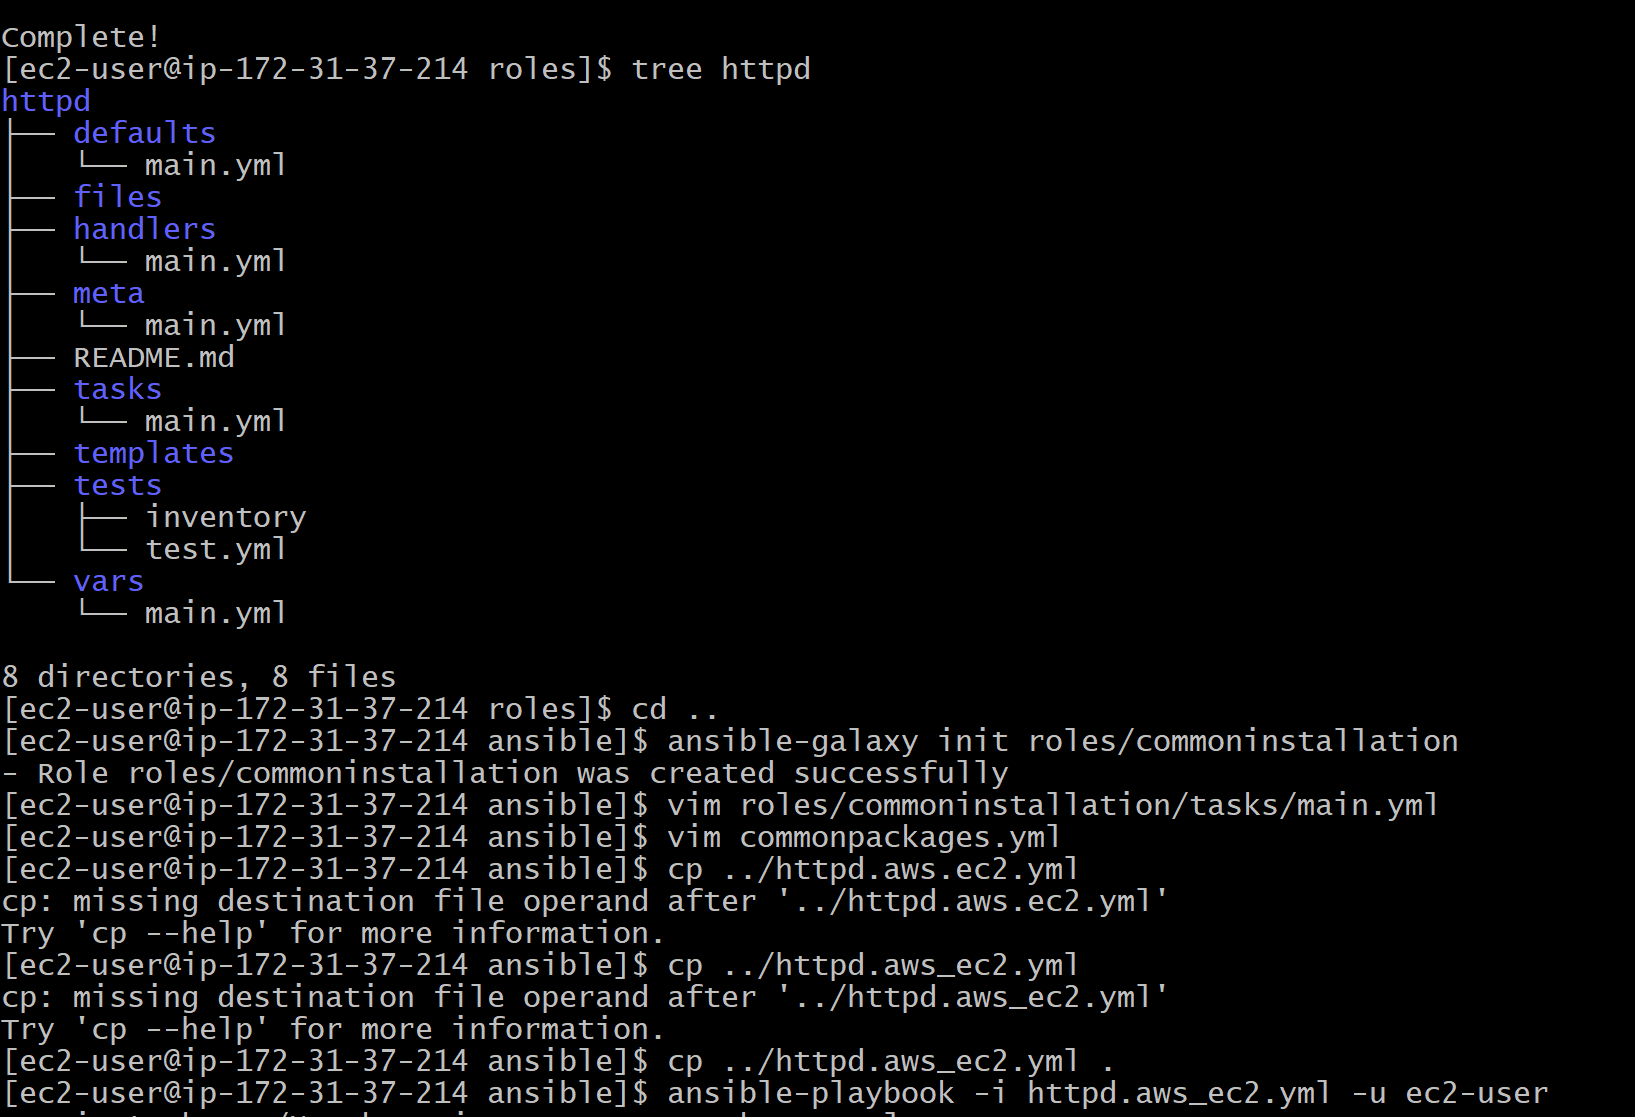 Complete!
[ec2-user@ip-172-31-37-214 roles]$ tree httpd
httpd
├── defaults
│   └── main.yml
├── files
├── handlers
│   └── main.yml
├── meta
│   └── main.yml
├── README.md
├── tasks
│   └── main.yml
├── templates
├── tests
│   ├── inventory
│   └── test.yml
└── vars
    └── main.yml
8 directories, 8 files
[ec2-user@ip-172-31-37-214 roles]$ cd ..
[ec2-user@ip-172-31-37-214 ansible]$ ansible-galaxy init roles/commoninstallation
- Role roles/commoninstallation was created successfully
[ec2-user@ip-172-31-37-214 ansible]$ vim roles/commoninstallation/tasks/main.yml
[ec2-user@ip-172-31-37-214 ansible]$ vim commonpackages.yml
[ec2-user@ip-172-31-37-214 ansible]$ cp ../httpd.aws.ec2.yml
cp: missing destination file operand after '../httpd.aws.ec2.yml'
Try 'cp --help' for more information.
[ec2-user@ip-172-31-37-214 ansible]$ cp ../httpd.aws_ec2.yml
cp: missing destination file operand after '../httpd.aws_ec2.yml'
Try 'cp --help' for more information.
[ec2-user@ip-172-31-37-214 ansible]$ cp ../httpd.aws_ec2.yml .
[ec2-user@ip-172-31-37-214 ansible]$ ansible-playbook -i httpd.aws_ec2.yml -u ec2-user